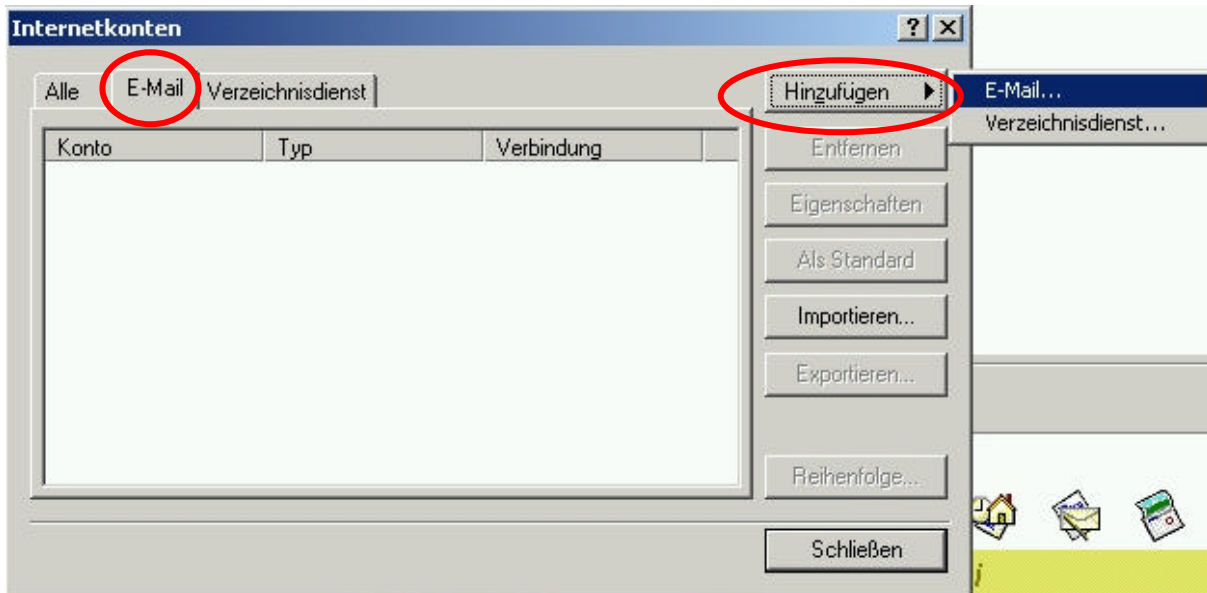 Internetkonten
Alle E-Mail Verzeichnisdienst
Konto Typ Verbindung
Hinzufügen
E-Mail...
Verzeichnisdienst...
Entfernen
Eigenschaften
Als Standard
Importieren...
Exportieren...
Reihenfolge...
Schließen